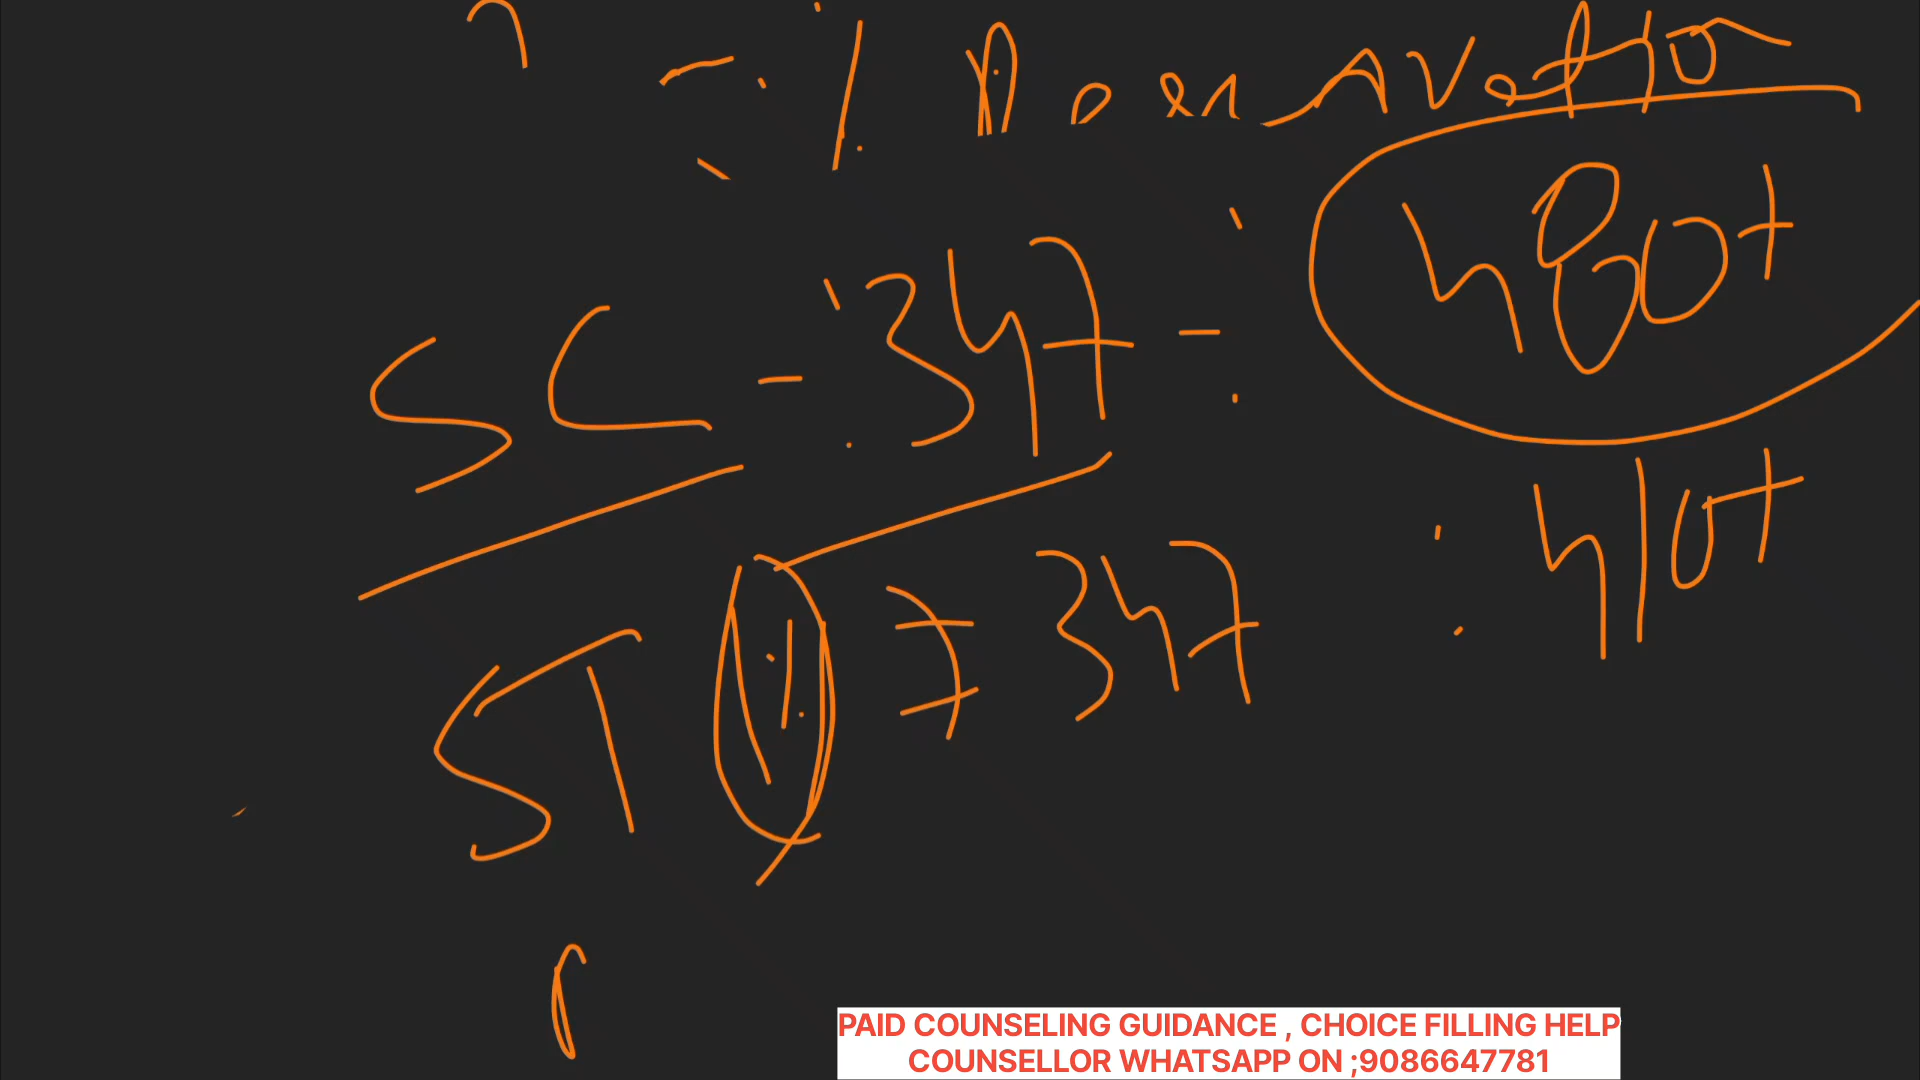 % Reservation
SC - 347 - 480+
ST 347 410+
PAID COUNSELING GUIDANCE , CHOICE FILLING HELP
COUNSELLOR WHATSAPP ON ;9086647781